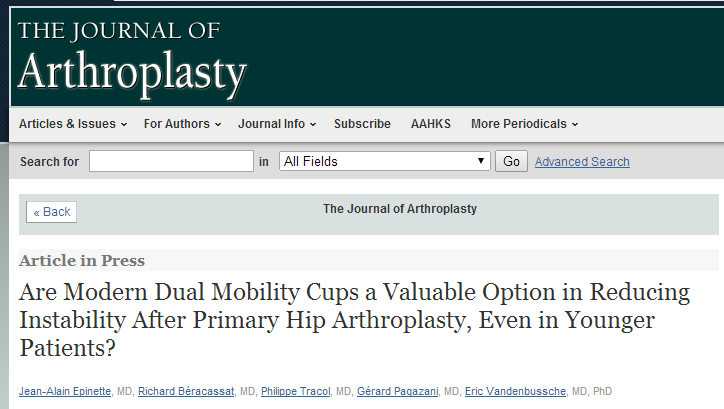 THE JOURNAL OF
Arthroplasty
Articles & Issues For Authors Journal Info Subscribe AAHKS More Periodicals
Search for in All Fields Go Advanced Search
« Back The Journal of Arthroplasty
Article in Press
Are Modern Dual Mobility Cups a Valuable Option in Reducing
Instability After Primary Hip Arthroplasty, Even in Younger
Patients?
Jean-Alain Epinette, MD, Richard Béracassat, MD, Philippe Tracol, MD, Gérard Pagazani, MD, Eric Vandenbussche, MD, PhD